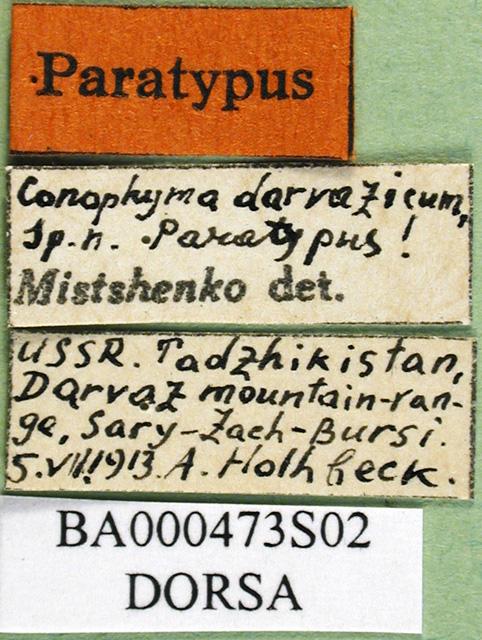 Paratypus
Conophyma darvazicum,
Sp. n. Paratypus!
Mistshenko det.
USSR. Tadzhikistan,
Darvaz mountain-ran-
ge, Sary-Zach-Bursi.
5.VII.1913. A. Holhbeck.
BA000473S02
DORSA